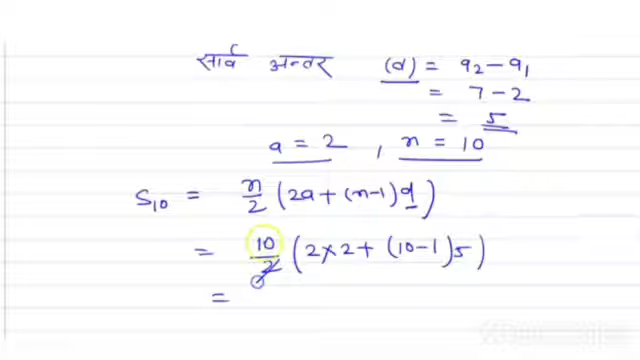 सार्व अन्तर (d) = a₂ - a₁
= 7 - 2
= 5
a = 2 , n = 10
S₁₀ = n/2 (2a + (n-1) d)
= 10/2 (2 × 2 + (10-1) 5)
=